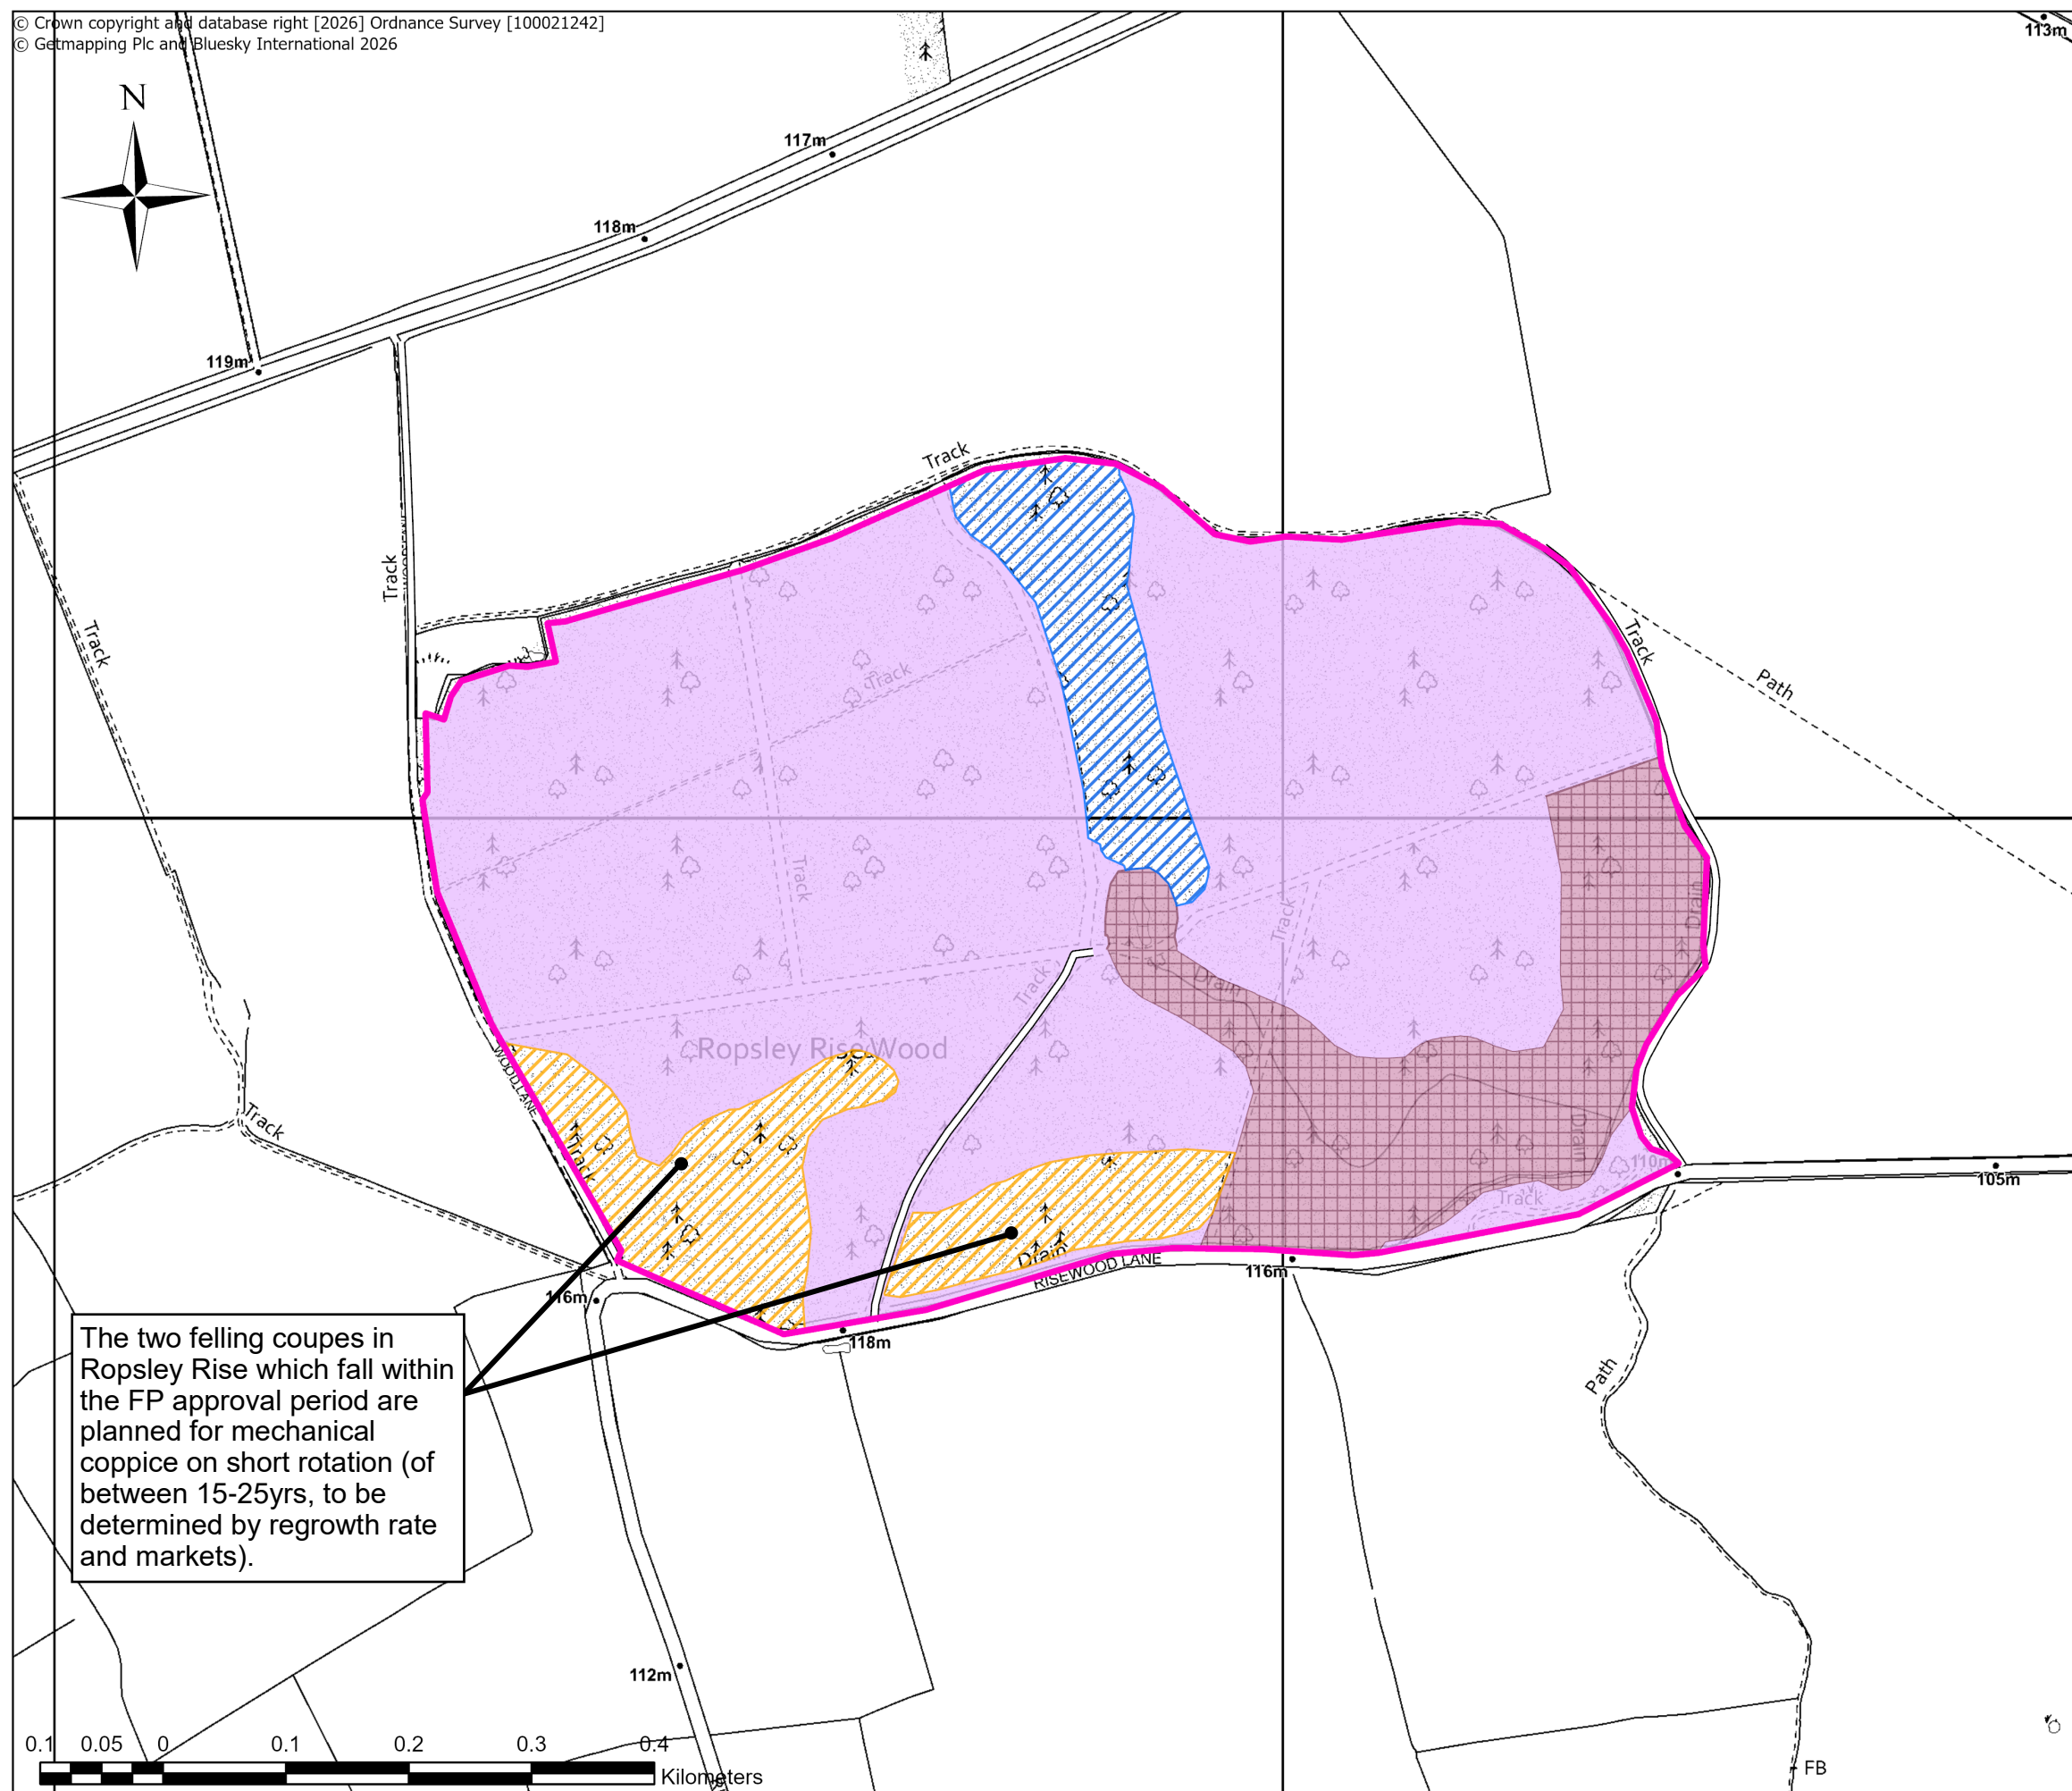 © Crown copyright and database right [2026] Ordnance Survey [100021242]
© Getmapping Plc and Bluesky International 2026
113m
N
117m
118m
119m
Track
Track
Track
Track
Path
Track
Track
Drain
Track
Track
Drain
Ropsley Rise Wood
WOOD LANE
Track
Track
Drain
110m
Track
105m
Drain
RISEWOOD LANE
116m
116m
118m
Path
The two felling coupes in
Ropsley Rise which fall within
the FP approval period are
planned for mechanical
coppice on short rotation (of
between 15-25yrs, to be
determined by regrowth rate
and markets).
112m
0.1 0.05 0 0.1 0.2 0.3 0.4
Kilometers
FB